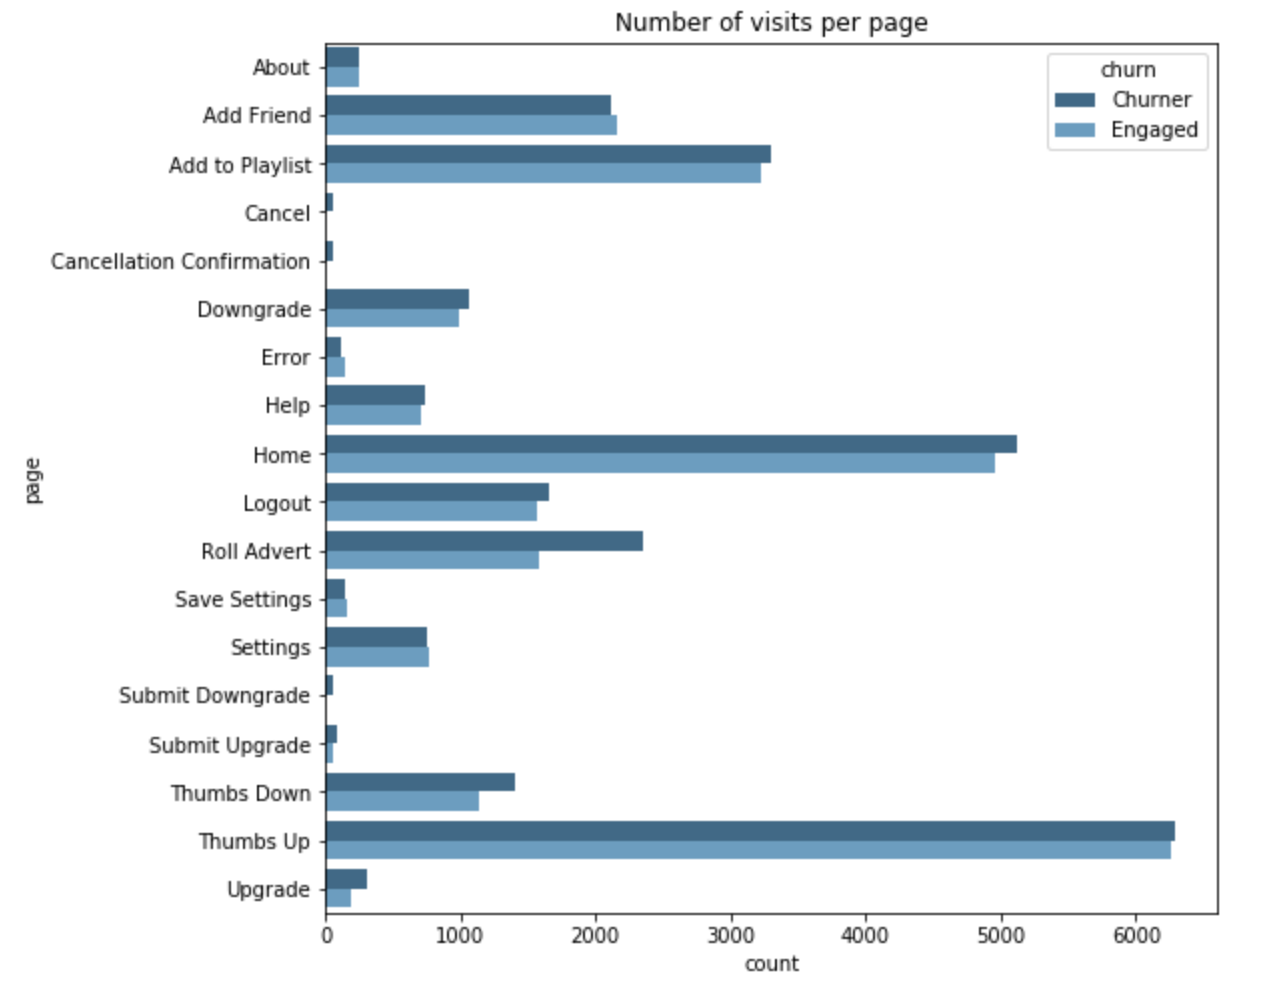 Number of visits per page
churn
Churner
Engaged
page
About
Add Friend
Add to Playlist
Cancel
Cancellation Confirmation
Downgrade
Error
Help
Home
Logout
Roll Advert
Save Settings
Settings
Submit Downgrade
Submit Upgrade
Thumbs Down
Thumbs Up
Upgrade
0 1000 2000 3000 4000 5000 6000
count